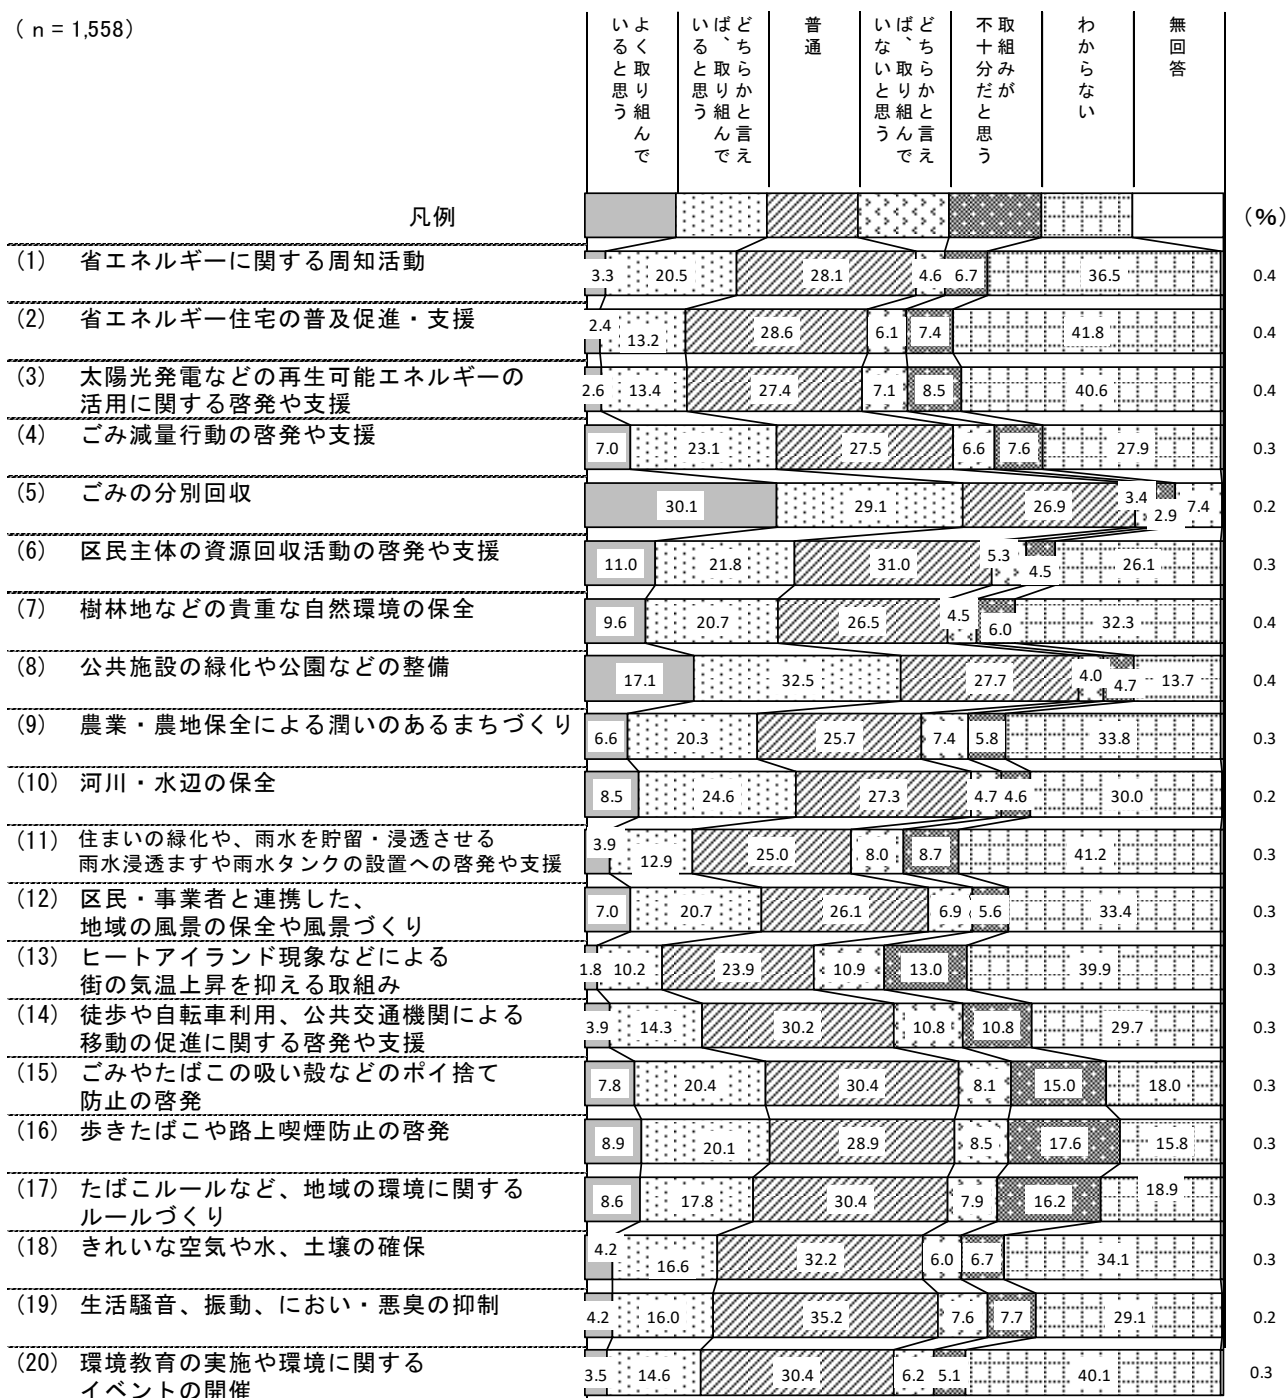 ( n = 1,558)
よく取り組んで
いると思う
どちらかと言え
ば、取り組んで
いると思う
普通
どちらかと言え
ば、取り組んで
いないと思う
取組みが
不十分だと思う
わからない
無回答
凡例
(%)
(1) 省エネルギーに関する周知活動
3.3 20.5 28.1 4.6 6.7 36.5 0.4
(2) 省エネルギー住宅の普及促進・支援
2.4 13.2 28.6 6.1 7.4 41.8 0.4
(3) 太陽光発電などの再生可能エネルギーの
活用に関する啓発や支援
2.6 13.4 27.4 7.1 8.5 40.6 0.4
(4) ごみ減量行動の啓発や支援
7.0 23.1 27.5 6.6 7.6 27.9 0.3
(5) ごみの分別回収
30.1 29.1 26.9 3.4 2.9 7.4 0.2
(6) 区民主体の資源回収活動の啓発や支援
11.0 21.8 31.0 5.3 4.5 26.1 0.3
(7) 樹林地などの貴重な自然環境の保全
9.6 20.7 26.5 4.5 6.0 32.3 0.4
(8) 公共施設の緑化や公園などの整備
17.1 32.5 27.7 4.0 4.7 13.7 0.4
(9) 農業・農地保全による潤いのあるまちづくり
6.6 20.3 25.7 7.4 5.8 33.8 0.3
(10) 河川・水辺の保全
8.5 24.6 27.3 4.7 4.6 30.0 0.2
(11) 住まいの緑化や、雨水を貯留・浸透させる
雨水浸透ますや雨水タンクの設置への啓発や支援
3.9 12.9 25.0 8.0 8.7 41.2 0.3
(12) 区民・事業者と連携した、
地域の風景の保全や風景づくり
7.0 20.7 26.1 6.9 5.6 33.4 0.3
(13) ヒートアイランド現象などによる
街の気温上昇を抑える取組み
1.8 10.2 23.9 10.9 13.0 39.9 0.3
(14) 徒歩や自転車利用、公共交通機関による
移動の促進に関する啓発や支援
3.9 14.3 30.2 10.8 10.8 29.7 0.3
(15) ごみやたばこの吸い殻などのポイ捨て
防止の啓発
7.8 20.4 30.4 8.1 15.0 18.0 0.3
(16) 歩きたばこや路上喫煙防止の啓発
8.9 20.1 28.9 8.5 17.6 15.8 0.3
(17) たばこルールなど、地域の環境に関する
ルールづくり
8.6 17.8 30.4 7.9 16.2 18.9 0.3
(18) きれいな空気や水、土壌の確保
4.2 16.6 32.2 6.0 6.7 34.1 0.3
(19) 生活騒音、振動、におい・悪臭の抑制
4.2 16.0 35.2 7.6 7.7 29.1 0.2
(20) 環境教育の実施や環境に関する
イベントの開催
3.5 14.6 30.4 6.2 5.1 40.1 0.3